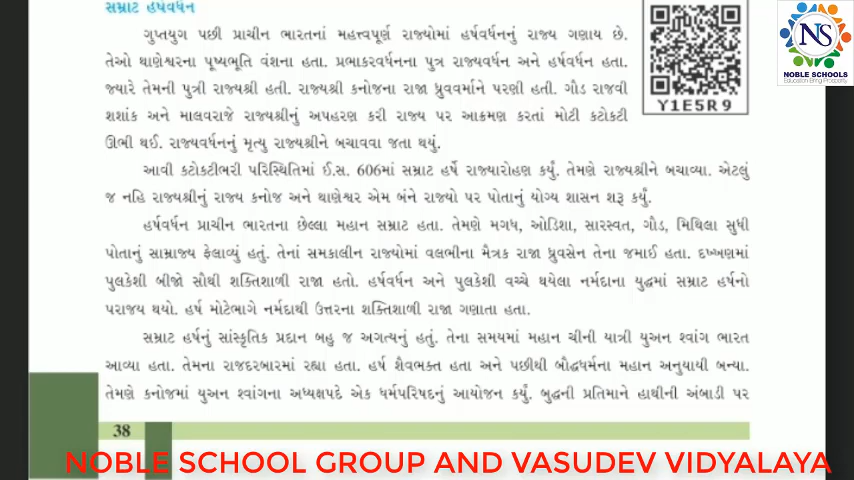 સમ્રાટ હર્ષવર્ધન
ગુપ્તયુગ પછી પ્રાચીન ભારતનાં મહત્ત્વપૂર્ણ રાજ્યોમાં હર્ષવર્ધનનું રાજ્ય ગણાય છે.
તેઓ થાણેશ્વરના પૂષ્યભૂતિ વંશના હતા. પ્રભાકરવર્ધનના પુત્ર રાજ્યવર્ધન અને હર્ષવર્ધન હતા.
જ્યારે તેમની પુત્રી રાજ્યશ્રી હતી. રાજ્યશ્રી કનોજના રાજા ધ્રુવવર્માને પરણી હતી. ગૌડ રાજવી
શશાંક અને માલવરાજે રાજ્યશ્રીનું અપહરણ કરી રાજ્ય પર આક્રમણ કરતાં મોટી કટોકટી
ઊભી થઈ. રાજ્યવર્ધનનું મૃત્યુ રાજ્યશ્રીને બચાવવા જતા થયું.
આવી કટોકટીભરી પરિસ્થિતિમાં ઈ.સ. 606માં સમ્રાટ હર્ષે રાજ્યારોહણ કર્યું. તેમણે રાજ્યશ્રીને બચાવ્યા. એટલું
જ નહિ રાજ્યશ્રીનું રાજ્ય કનોજ અને થાણેશ્વર એમ બંને રાજ્યો પર પોતાનું યોગ્ય શાસન શરૂ કર્યું.
હર્ષવર્ધન પ્રાચીન ભારતના છેલ્લા મહાન સમ્રાટ હતા. તેમણે મગધ, ઓડિશા, સારસ્વત, ગૌડ, મિથિલા સુધી
પોતાનું સામ્રાજ્ય ફેલાવ્યું હતું. તેનાં સમકાલીન રાજ્યોમાં વલભીના મૈત્રક રાજા ધ્રુવસેન તેના જમાઈ હતા. દખ્ખણમાં
પુલકેશી બીજો સૌથી શક્તિશાળી રાજા હતો. હર્ષવર્ધન અને પુલકેશી વચ્ચે થયેલા નર્મદાના યુદ્ધમાં સમ્રાટ હર્ષનો
પરાજય થયો. હર્ષ મોટેભાગે નર્મદાથી ઉત્તરના શક્તિશાળી રાજા ગણાતા હતા.
સમ્રાટ હર્ષનું સાંસ્કૃતિક પ્રદાન બહુ જ અગત્યનું હતું. તેના સમયમાં મહાન ચીની યાત્રી યુઅન શ્વાંગ ભારત
આવ્યા હતા. તેમના રાજદરબારમાં રહ્યા હતા. હર્ષ શૈવભક્ત હતા અને પછીથી બૌદ્ધધર્મના મહાન અનુયાયી બન્યા.
તેમણે કનોજમાં યુઅન શ્વાંગના અધ્યક્ષપદે એક ધર્મપરિષદનું આયોજન કર્યું. બુદ્ધની પ્રતિમાને હાથીની અંબાડી પર
38
Y1E5R9
NS
NOBLE SCHOOLS
Education Bring Prosperity
NOBLE SCHOOL GROUP AND VASUDEV VIDYALAYA